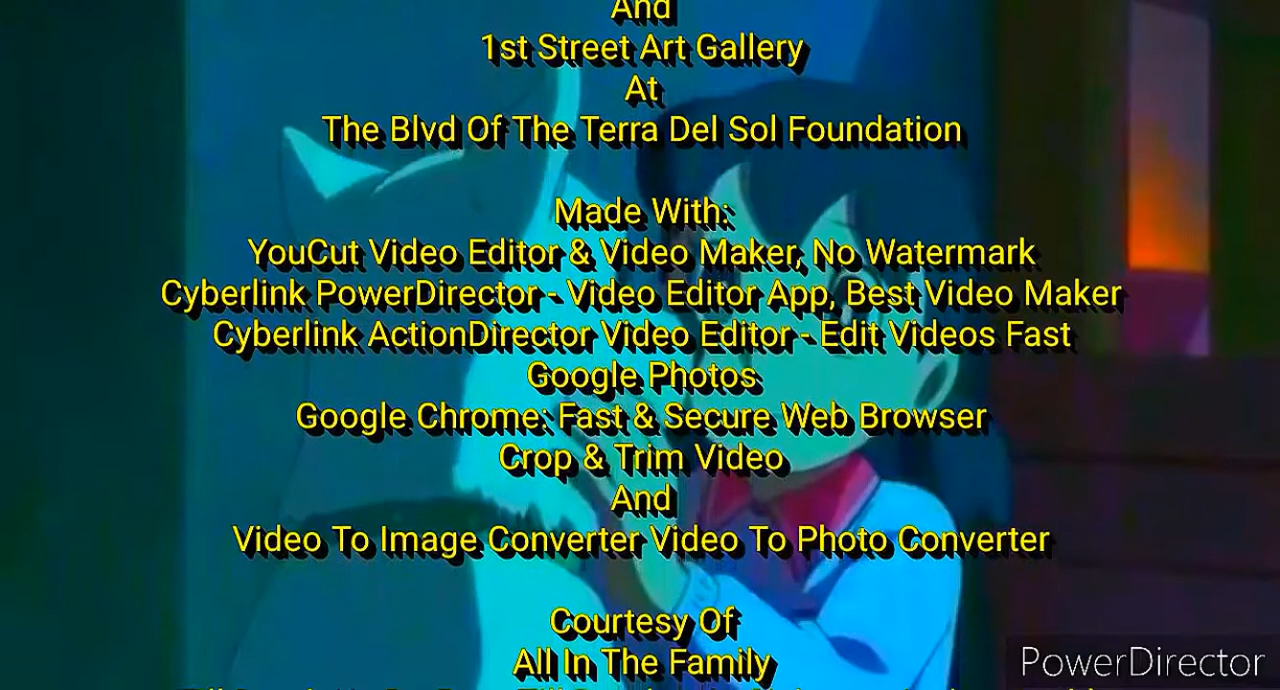 And
1st Street Art Gallery
At
The Blvd Of The Terra Del Sol Foundation
Made With:
YouCut Video Editor & Video Maker, No Watermark
Cyberlink PowerDirector - Video Editor App, Best Video Maker
Cyberlink ActionDirector Video Editor - Edit Videos Fast
Google Photos
Google Chrome: Fast & Secure Web Browser
Crop & Trim Video
And
Video To Image Converter Video To Photo Converter
Courtesy Of
All In The Family
PowerDirector